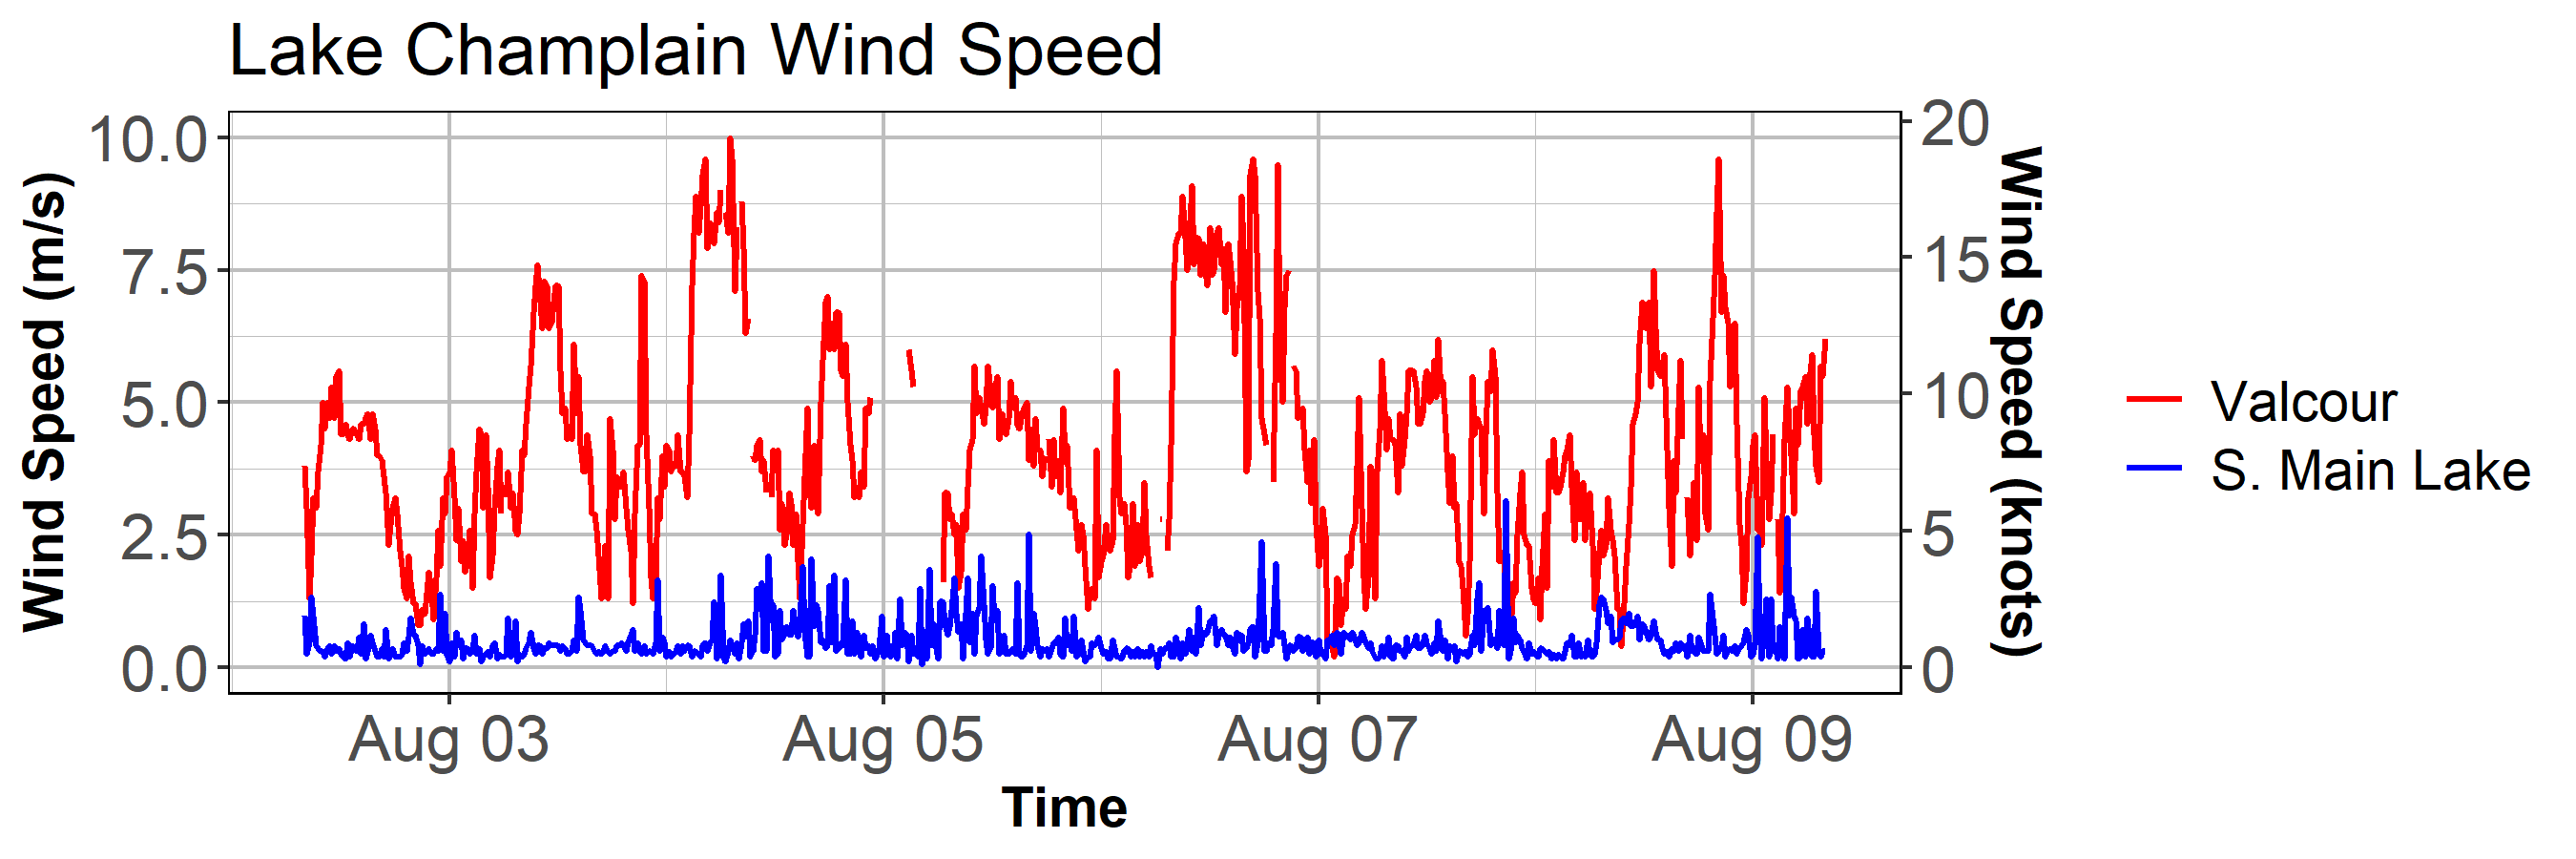 Lake Champlain Wind Speed
Wind Speed (m/s)
10.0
7.5
5.0
2.5
0.0
20
15
10
5
0
Wind Speed (knots)
Aug 03
Aug 05
Aug 07
Aug 09
Time
Valcour
S. Main Lake